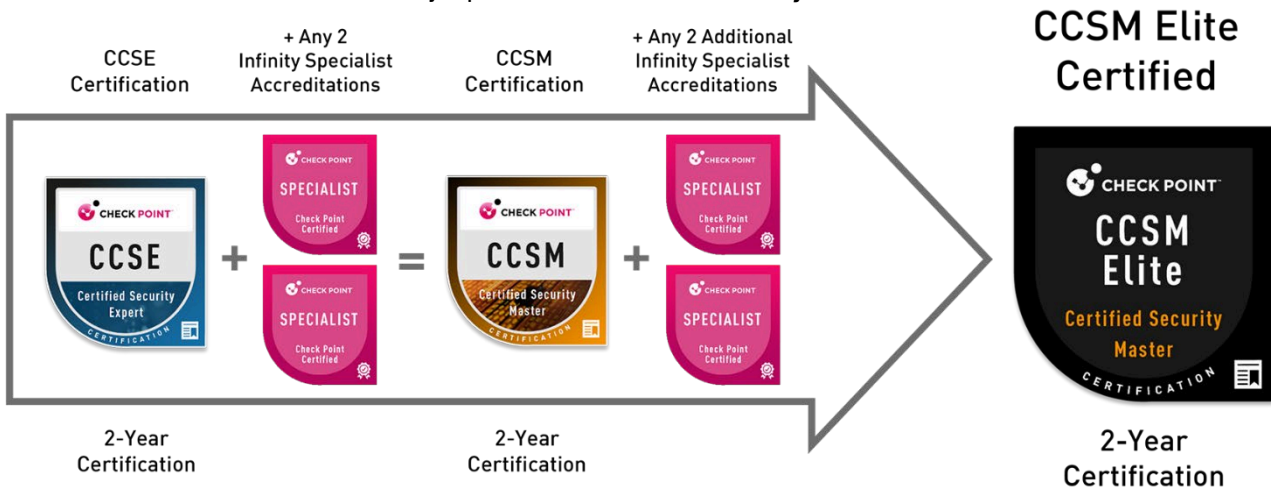 CCSE
Certification
+ Any 2
Infinity Specialist
Accreditations
CCSM
Certification
+ Any 2 Additional
Infinity Specialist
Accreditations
CCSM Elite
Certified
CHECK POINT
CCSE
Certified Security
Expert
CERTIFICATION
+
CHECK POINT
SPECIALIST
Check Point
Certified
CHECK POINT
SPECIALIST
Check Point
Certified
=
CHECK POINT
CCSM
Certified Security
Master
CERTIFICATION
+
CHECK POINT
SPECIALIST
Check Point
Certified
CHECK POINT
SPECIALIST
Check Point
Certified
CHECK POINT™
CCSM
Elite
Certified Security
Master
CERTIFICATION
2-Year
Certification
2-Year
Certification
2-Year
Certification